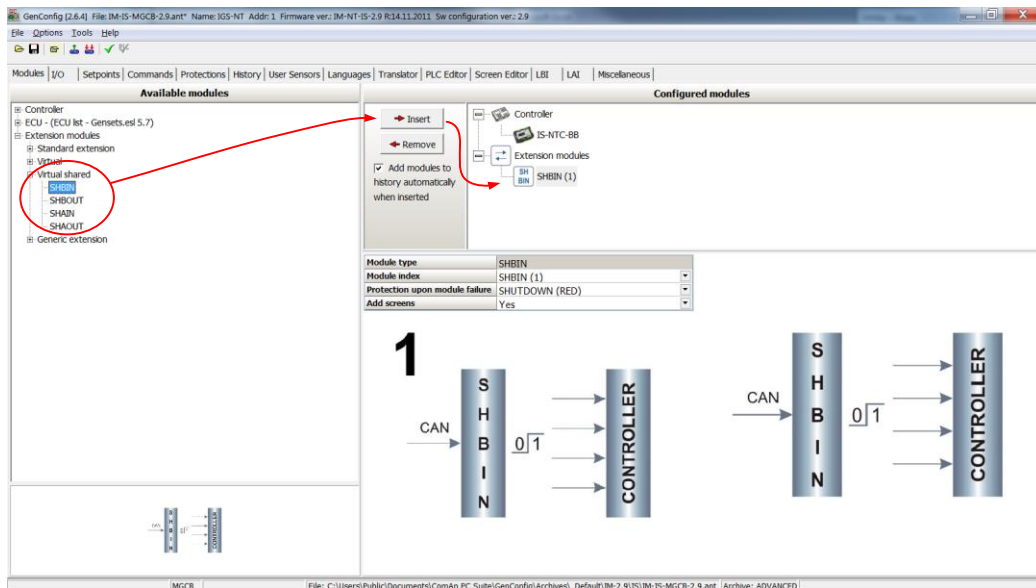 GenConfig [2.6.4] File: IM-IS-MGCB-2.9.ant* Name: IGS-NT Addr: 1 Firmware ver.: IM-NT-IS-2.9 R:14.11.2011 Sw configuration ver.: 2.9
File Options Tools Help
Modules I/O Setpoints Commands Protections History User Sensors Languages Translator PLC Editor Screen Editor LBI LAI Miscellaneous
Available modules
Controller
ECU - (ECU list - Gensets.esl 5.7)
Extension modules
Standard extension
Virtual
Virtual shared
SHBIN
SHBOUT
SHAIN
SHAOUT
Generic extension
Configured modules
Insert
Remove
Add modules to
history automatically
when inserted
Controller
IS-NTC-BB
Extension modules
SH
BIN
SHBIN (1)
Module type SHBIN
Module index SHBIN (1)
Protection upon module failure SHUTDOWN (RED)
Add screens Yes
1
CAN
SHBIN
0 1
CONTROLLER
CAN
SHBIN
0 1
CONTROLLER
CAN
SHBIN
0 1
CONTROLLER
MGCB File: C:\Users\Public\Documents\ComAp PC Suite\GenConfig\Archives\_Default\IM-2.9\IS\IM-IS-MGCB-2.9.ant Archive: ADVANCED